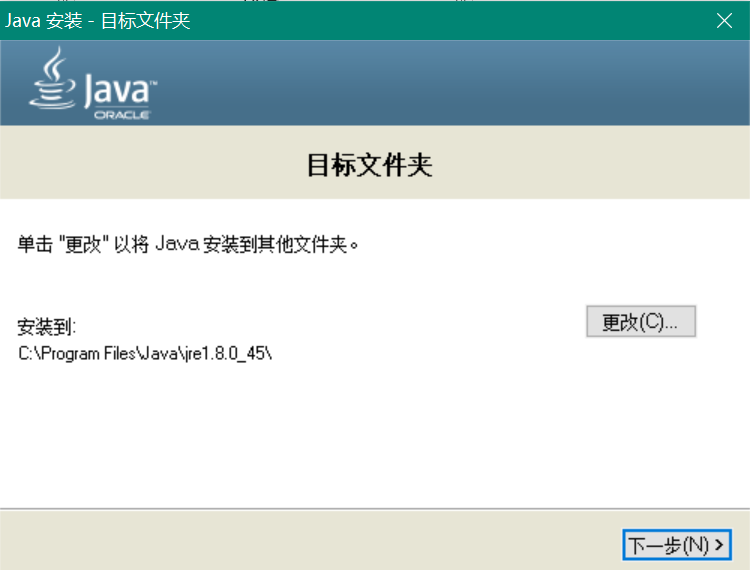 Java 安装 - 目标文件夹
Java™
ORACLE
目标文件夹
单击 "更改" 以将 Java 安装到其他文件夹。
安装到:
更改(C)...
C:\Program Files\Java\jre1.8.0_45\
下一步(N) >